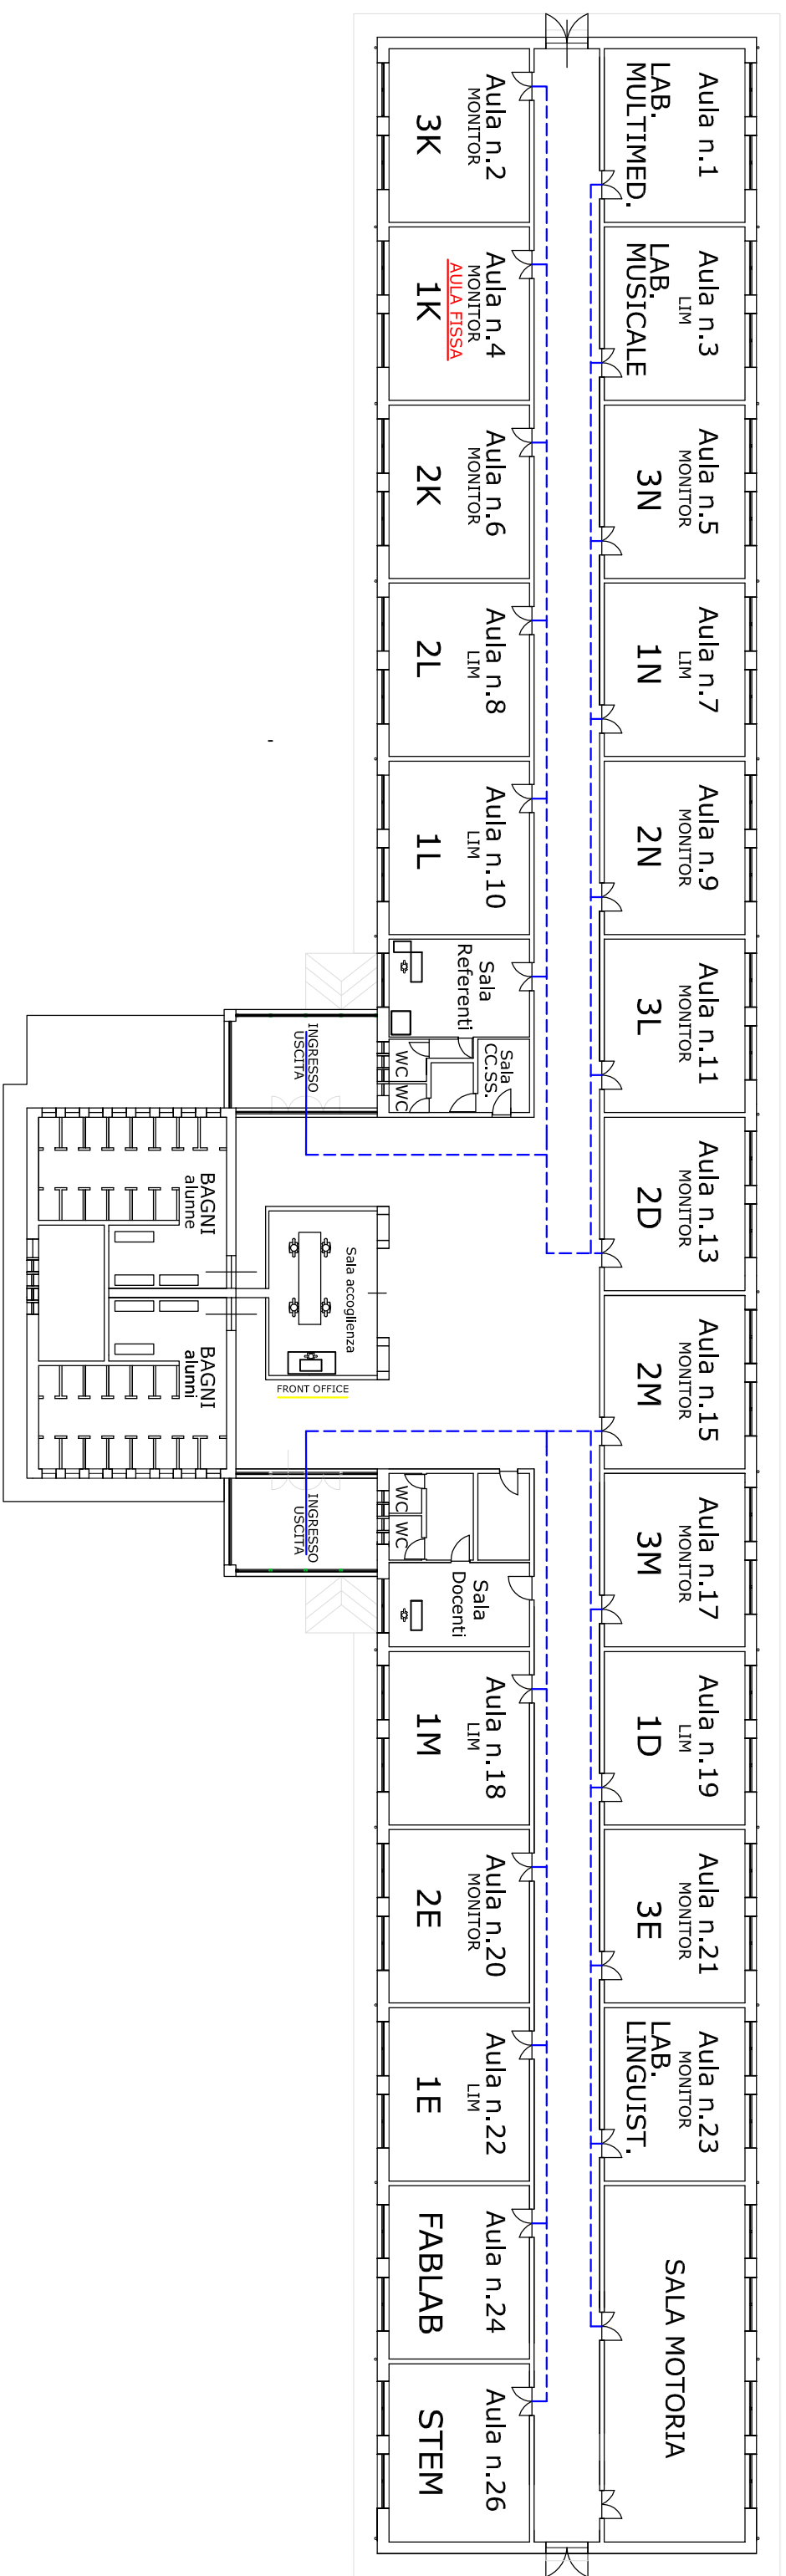 Aula n.1
LAB.
MULTIMED.
Aula n.2
MONITOR
3K
Aula n.3
LIM
LAB.
MUSICALE
Aula n.4
MONITOR
AULA FISSA
1K
Aula n.5
MONITOR
3N
Aula n.6
MONITOR
2K
Aula n.7
LIM
1N
Aula n.8
LIM
2L
Aula n.9
MONITOR
2N
Aula n.10
LIM
1L
Aula n.11
MONITOR
3L
Sala
Referenti
Sala
CC.SS.
WC
WC
INGRESSO
USCITA
Aula n.13
MONITOR
2D
BAGNI
alunne
Sala accoglienza
FRONT OFFICE
BAGNI
alunni
Aula n.15
MONITOR
2M
Aula n.17
MONITOR
3M
WC
WC
INGRESSO
USCITA
Sala
Docenti
Aula n.19
LIM
1D
Aula n.18
LIM
1M
Aula n.21
MONITOR
3E
Aula n.20
MONITOR
2E
Aula n.23
MONITOR
LAB.
LINGUIST.
Aula n.22
LIM
1E
SALA MOTORIA
Aula n.24
FABLAB
Aula n.26
STEM